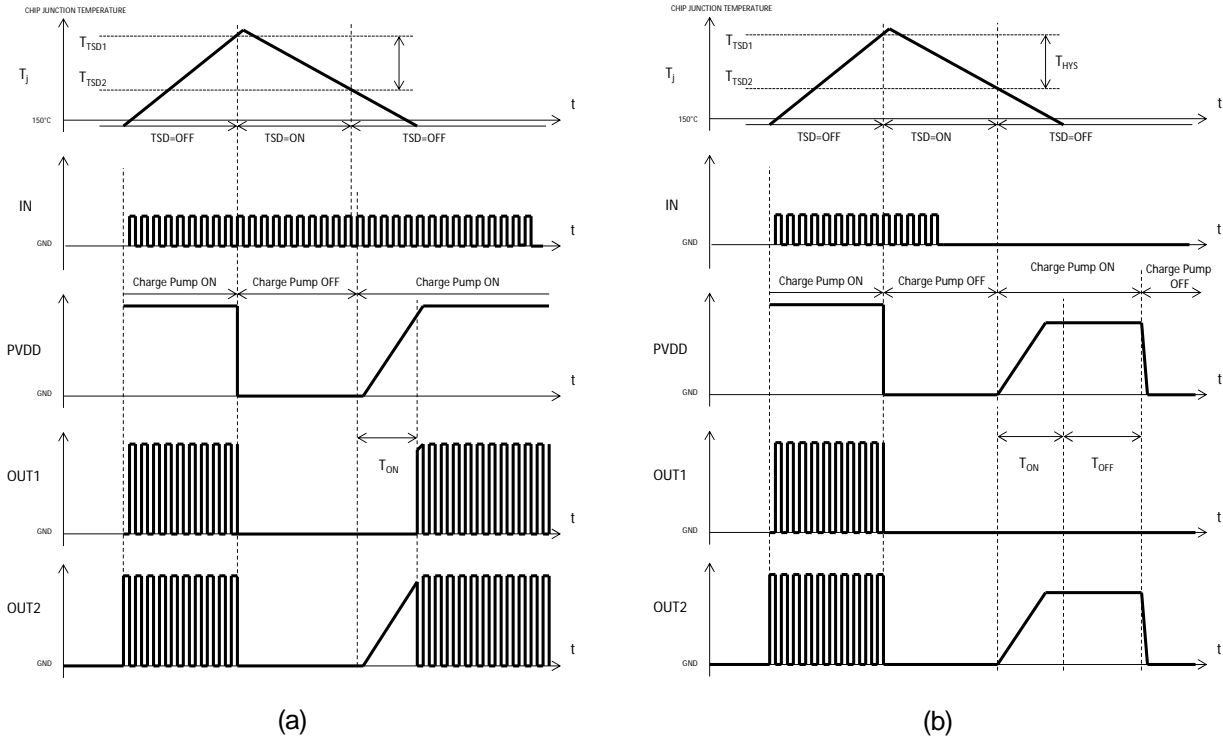 CHIP JUNCTION TEMPERATURE
TTSD1
Tj
TTSD2
t
150°C
TSD=OFF
TSD=ON
TSD=OFF
IN
GND
t
Charge Pump ON
Charge Pump OFF
Charge Pump ON
PVDD
GND
t
TON
OUT1
GND
t
OUT2
GND
t
(a)
CHIP JUNCTION TEMPERATURE
TTSD1
THYS
Tj
TTSD2
t
150°C
TSD=OFF
TSD=ON
TSD=OFF
IN
GND
t
Charge Pump ON
Charge Pump OFF
Charge Pump ON
Charge Pump
OFF
PVDD
GND
t
TON
TOFF
OUT1
GND
t
OUT2
GND
t
(b)